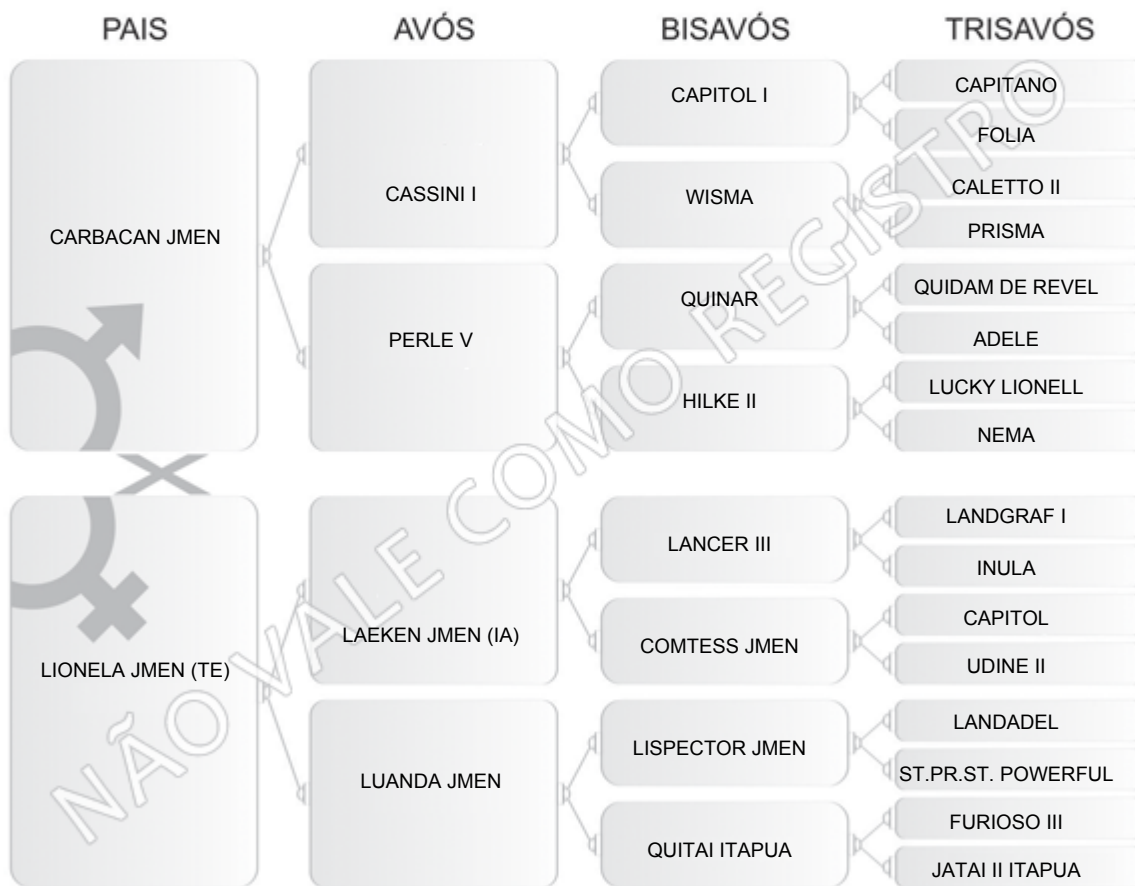 PAIS AVÓS BISAVÓS TRISAVÓS
CARBACAN JMEN
CASSINI I
PERLE V
CAPITOL I
WISMA
QUINAR
HILKE II
CAPITANO
FOLIA
CALETTO II
PRISMA
QUIDAM DE REVEL
ADELE
LUCKY LIONELL
NEMA
LIONELA JMEN (TE)
LAEKEN JMEN (IA)
LUANDA JMEN
LANCER III
COMTESS JMEN
LISPECTOR JMEN
QUITAI ITAPUA
LANDGRAF I
INULA
CAPITOL
UDINE II
LANDADEL
ST.PR.ST. POWERFUL
FURIOSO III
JATAI II ITAPUA
NÃO VALE COMO REGISTRO